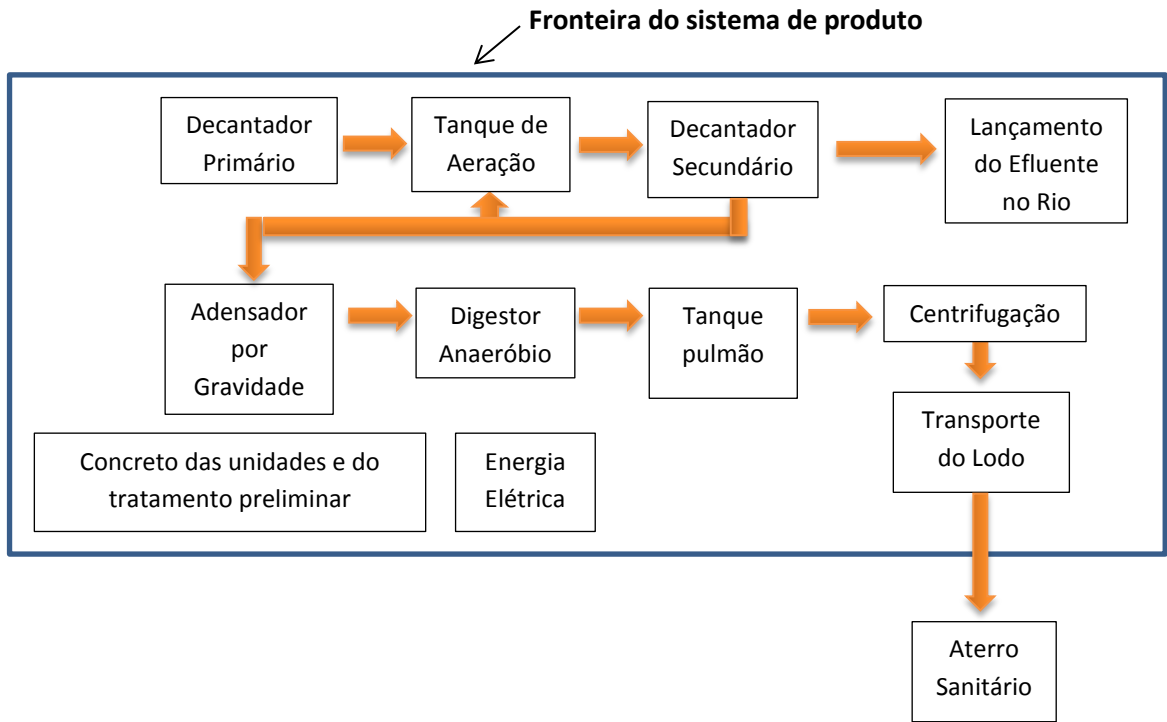 Fronteira do sistema de produto
Decantador
Primário
Tanque de
Aeração
Decantador
Secundário
Lançamento
do Efluente
no Rio
Adensador
por
Gravidade
Digestor
Anaeróbio
Tanque
pulmão
Centrifugação
Transporte
do Lodo
Concreto das unidades e do
tratamento preliminar
Energia
Elétrica
Aterro
Sanitário